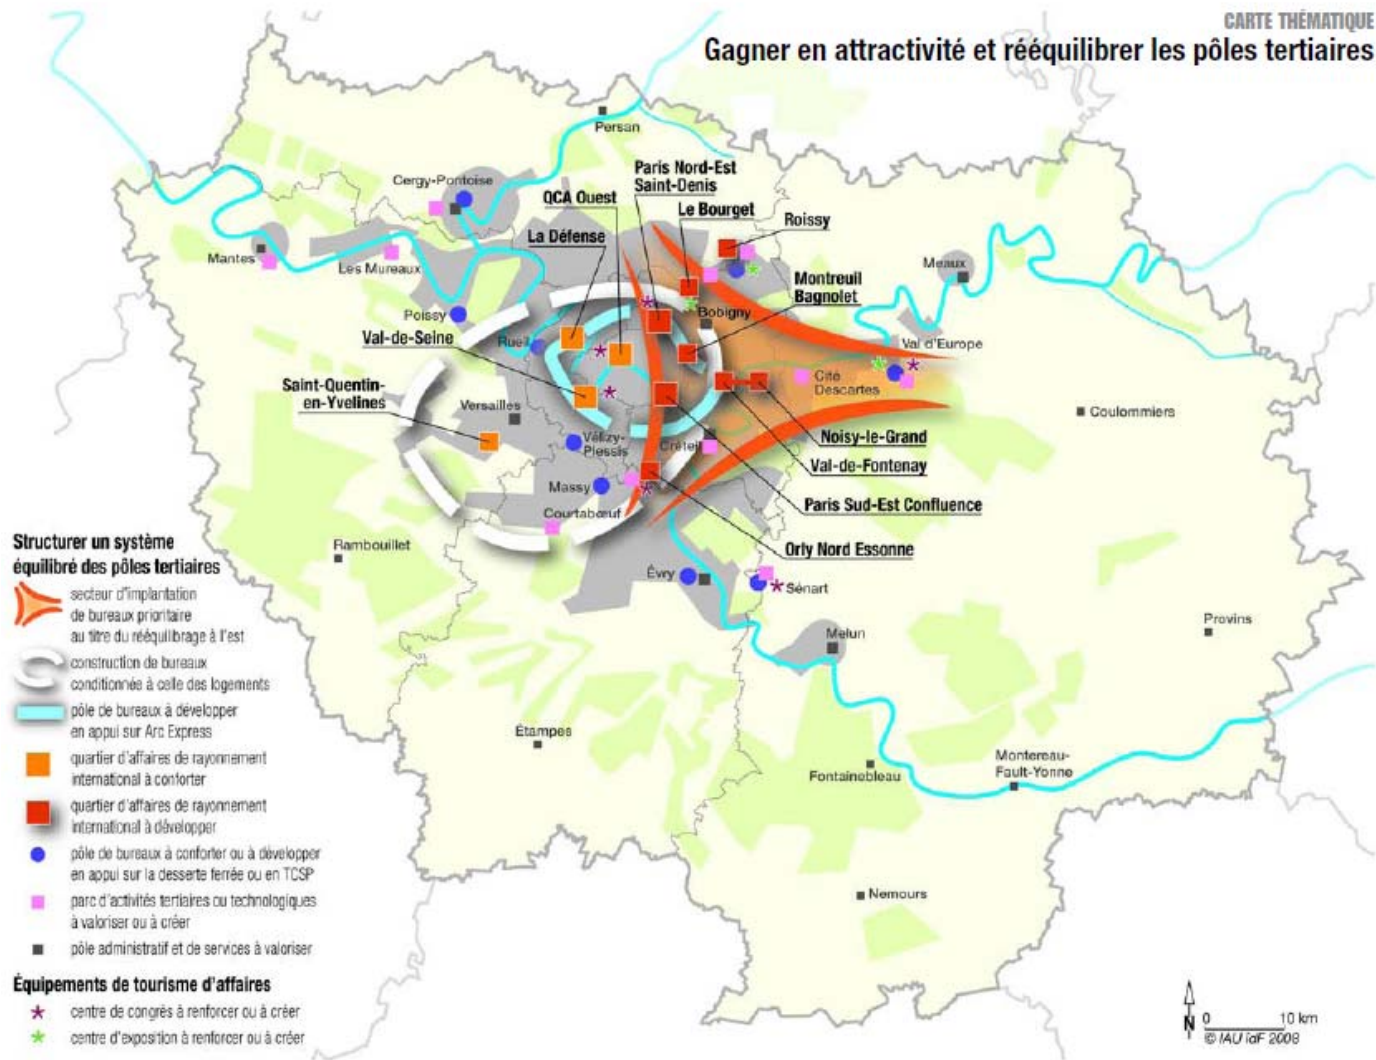 CARTE THÉMATIQUE
Gagner en attractivité et rééquilibrer les pôles tertiaires
Persan
Paris Nord-Est
Saint-Denis
Cergy-Pontoise
QCA Ouest
Le Bourget
Roissy
La Défense
Mantes
Les Mureaux
Meaux
Montreuil
Bagnolet
Poissy
Bobigny
Val-de-Seine
Rueil
Val d'Europe
Saint-Quentin-
en-Yvelines
Cité
Descartes
Versailles
Coulommiers
Vélizy-
Plessis
Créteil
Noisy-le-Grand
Val-de-Fontenay
Massy
Paris Sud-Est Confluence
Courtabœuf
Rambouillet
Orly Nord Essonne
Évry
Sénart
Provins
Melun
Étampes
Fontainebleau
Montereau-
Fault-Yonne
Nemours
Structurer un système
équilibré des pôles tertiaires
secteur d'implantation
de bureaux prioritaire
au titre du rééquilibrage à l'est
construction de bureaux
conditionnée à celle des logements
pôle de bureaux à développer
en appui sur Arc Express
quartier d'affaires de rayonnement
international à conforter
quartier d'affaires de rayonnement
international à développer
pôle de bureaux à conforter ou à développer
en appui sur la desserte ferrée ou en TCSP
parc d'activités tertiaires ou technologiques
à valoriser ou à créer
pôle administratif et de services à valoriser
Équipements de tourisme d'affaires
centre de congrès à renforcer ou à créer
centre d'exposition à renforcer ou à créer
N
0 10 km
© IAU îdF 2008